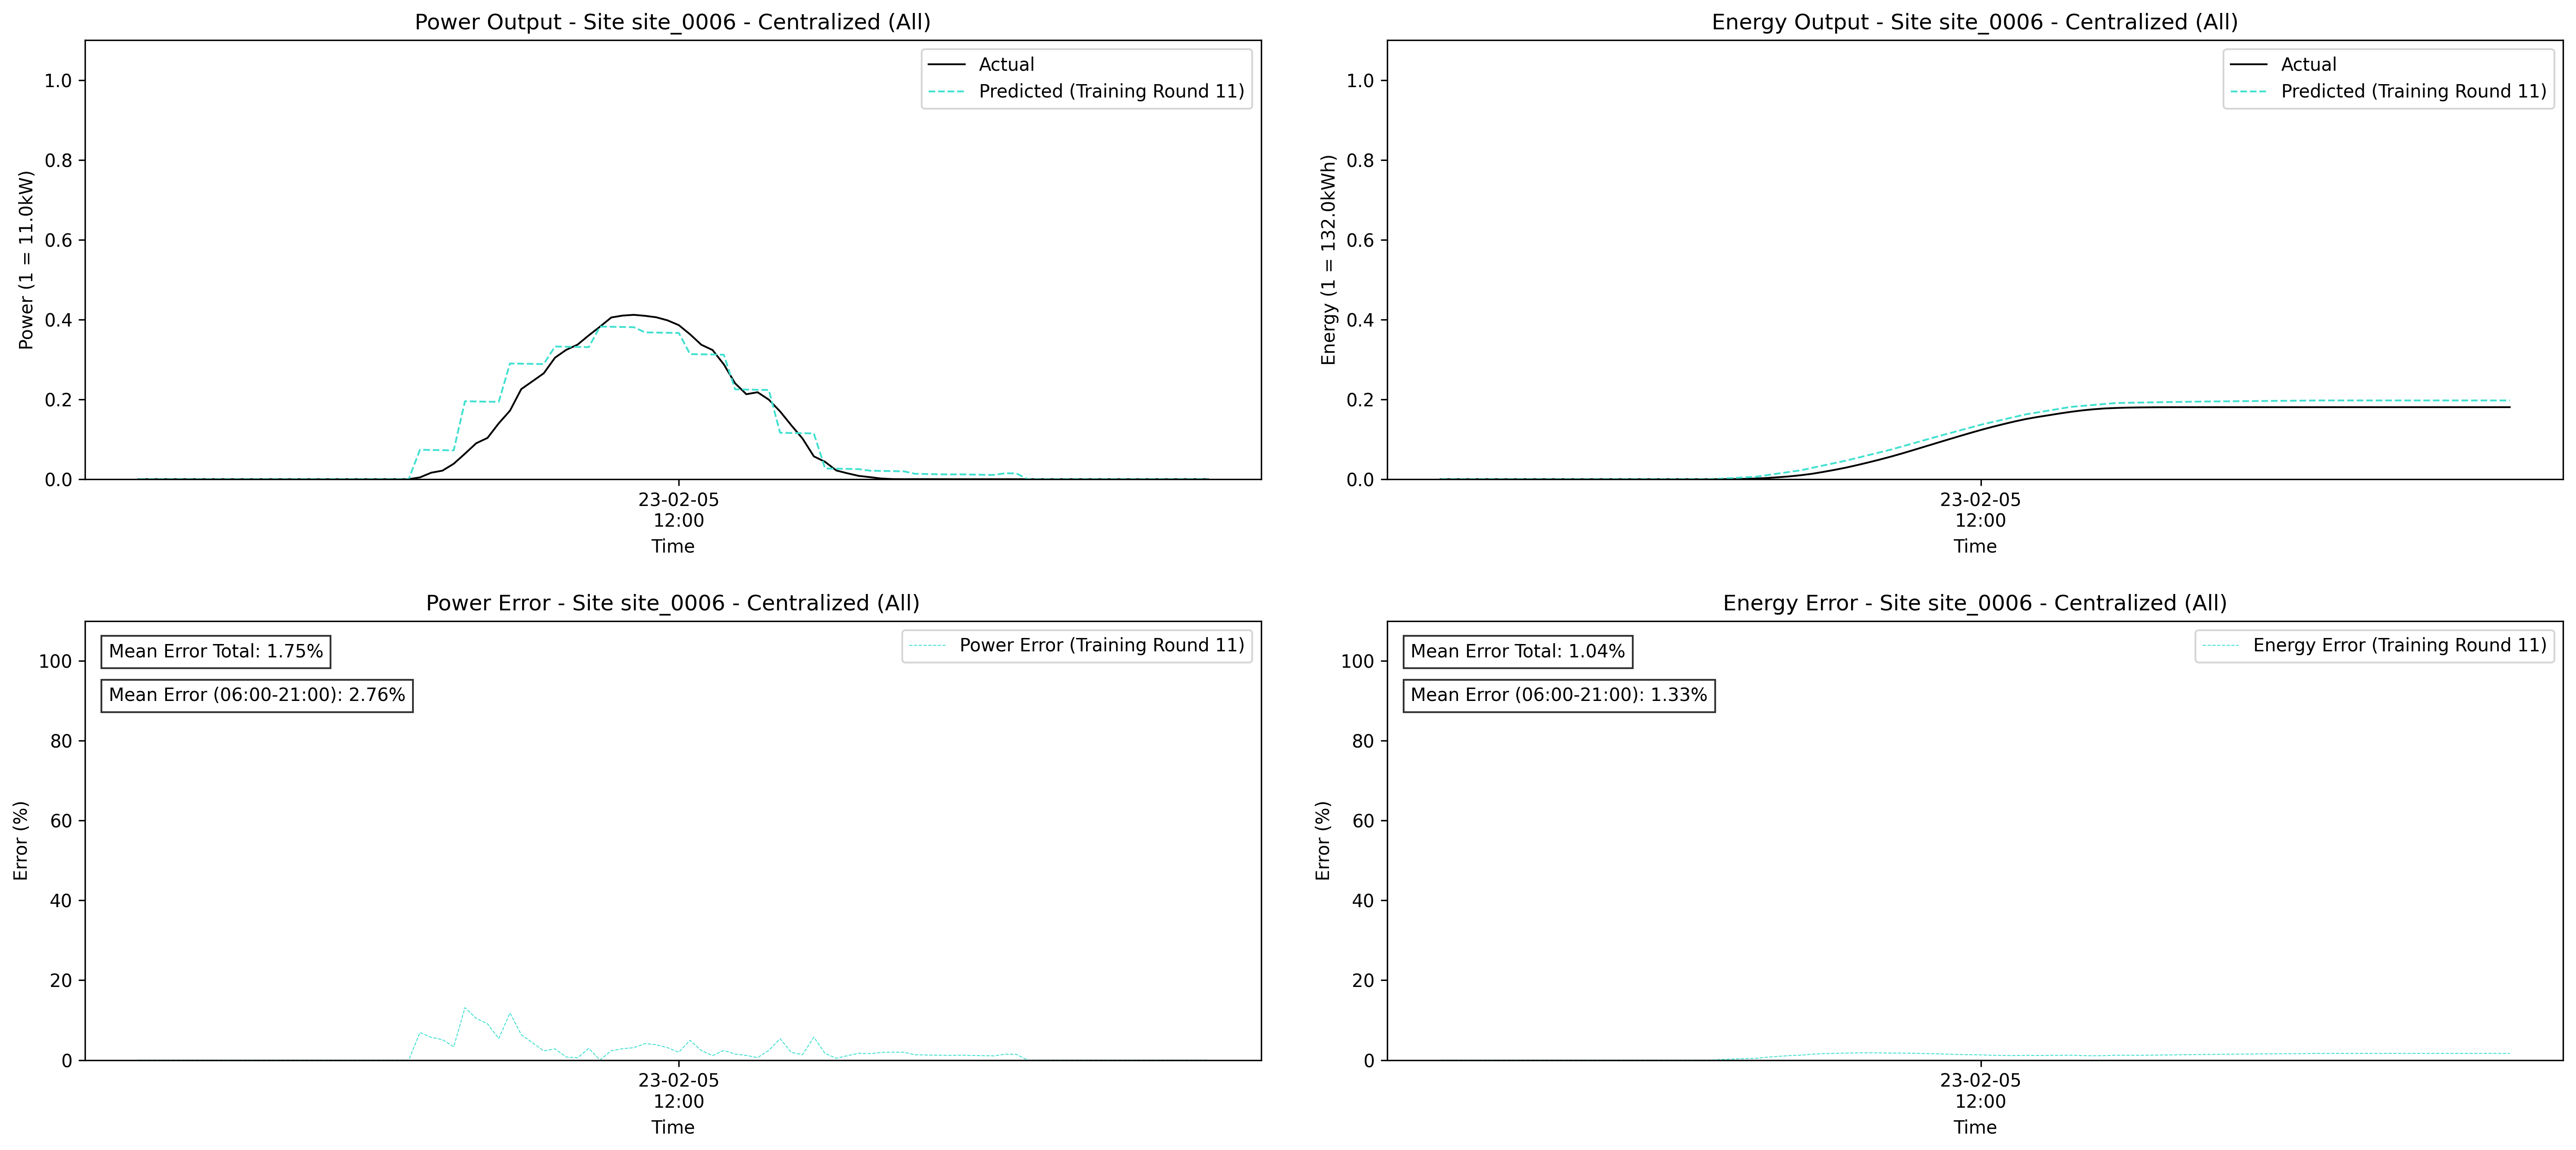 Power Output - Site site_0006 - Centralized (All)
Power (1 = 11.0kW)
1.0
0.8
0.6
0.4
0.2
0.0
Actual
Predicted (Training Round 11)
23-02-05
12:00
Time
Energy Output - Site site_0006 - Centralized (All)
Energy (1 = 132.0kWh)
1.0
0.8
0.6
0.4
0.2
0.0
Actual
Predicted (Training Round 11)
23-02-05
12:00
Time
Power Error - Site site_0006 - Centralized (All)
Error (%)
100
80
60
40
20
0
Mean Error Total: 1.75%
Mean Error (06:00-21:00): 2.76%
Power Error (Training Round 11)
23-02-05
12:00
Time
Energy Error - Site site_0006 - Centralized (All)
Error (%)
100
80
60
40
20
0
Mean Error Total: 1.04%
Mean Error (06:00-21:00): 1.33%
Energy Error (Training Round 11)
23-02-05
12:00
Time